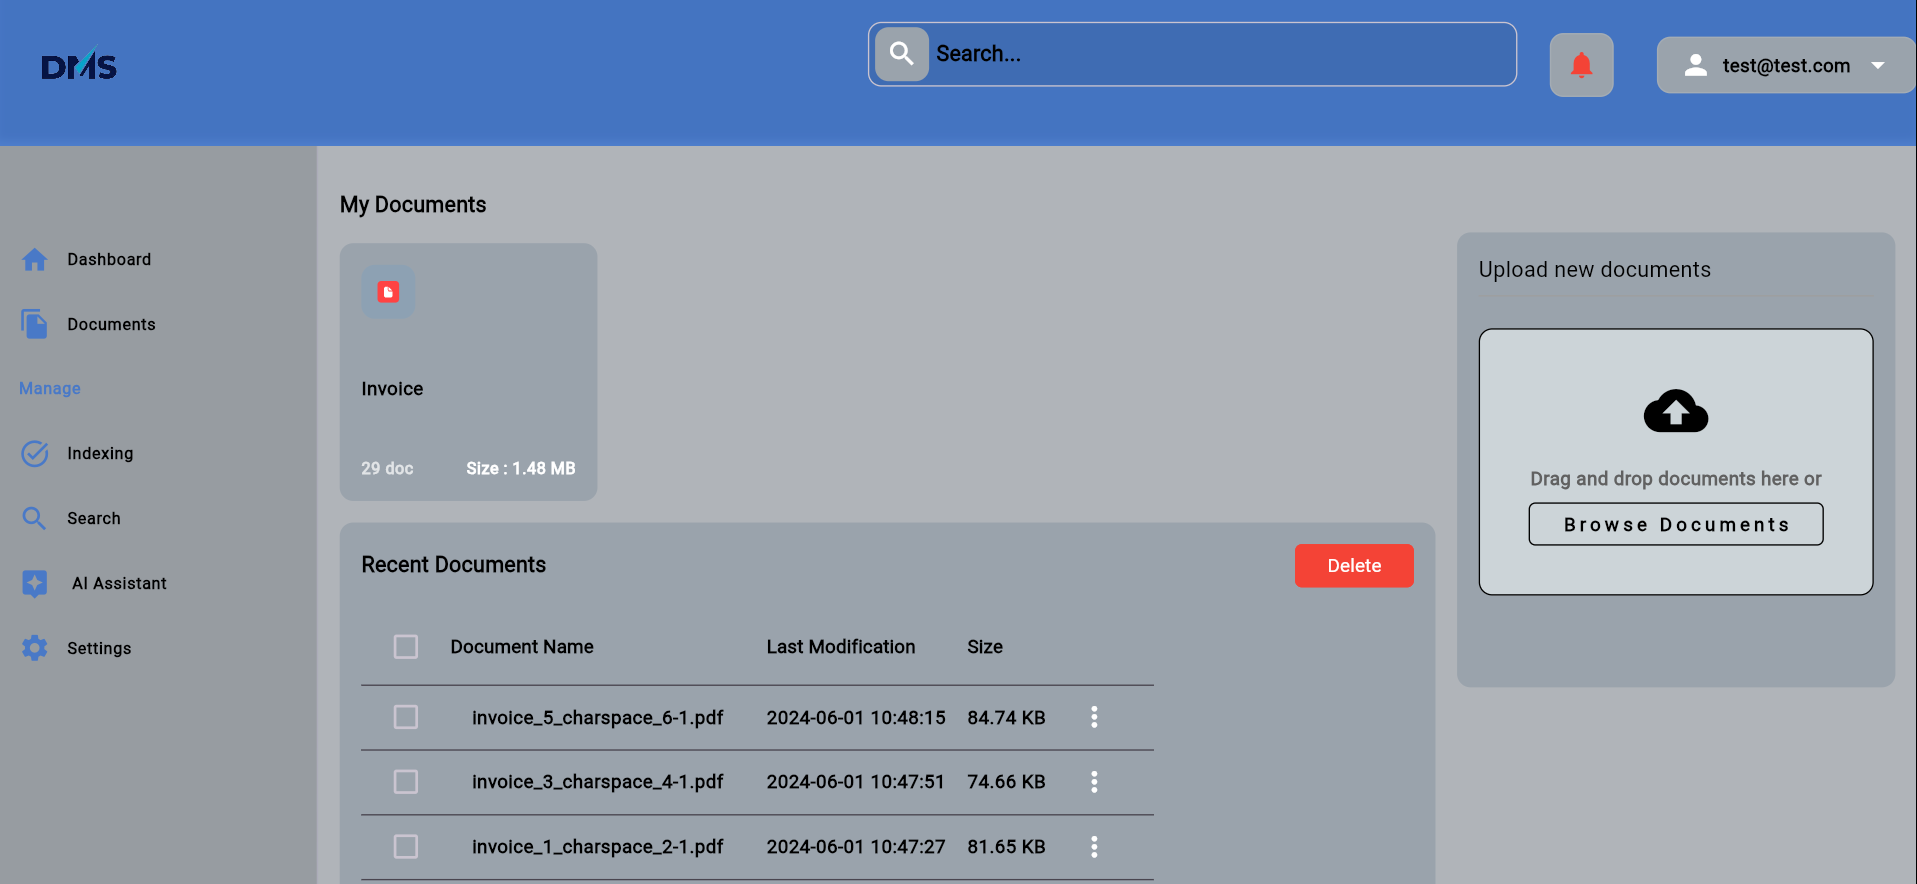 DMS
Search...
test@test.com
Dashboard
Documents
Manage
Indexing
Search
AI Assistant
Settings
My Documents
Invoice
29 doc
Size : 1.48 MB
Recent Documents
Delete
Document Name Last Modification Size
invoice_5_charspace_6-1.pdf 2024-06-01 10:48:15 84.74 KB
invoice_3_charspace_4-1.pdf 2024-06-01 10:47:51 74.66 KB
invoice_1_charspace_2-1.pdf 2024-06-01 10:47:27 81.65 KB
Upload new documents
Drag and drop documents here or
Browse Documents